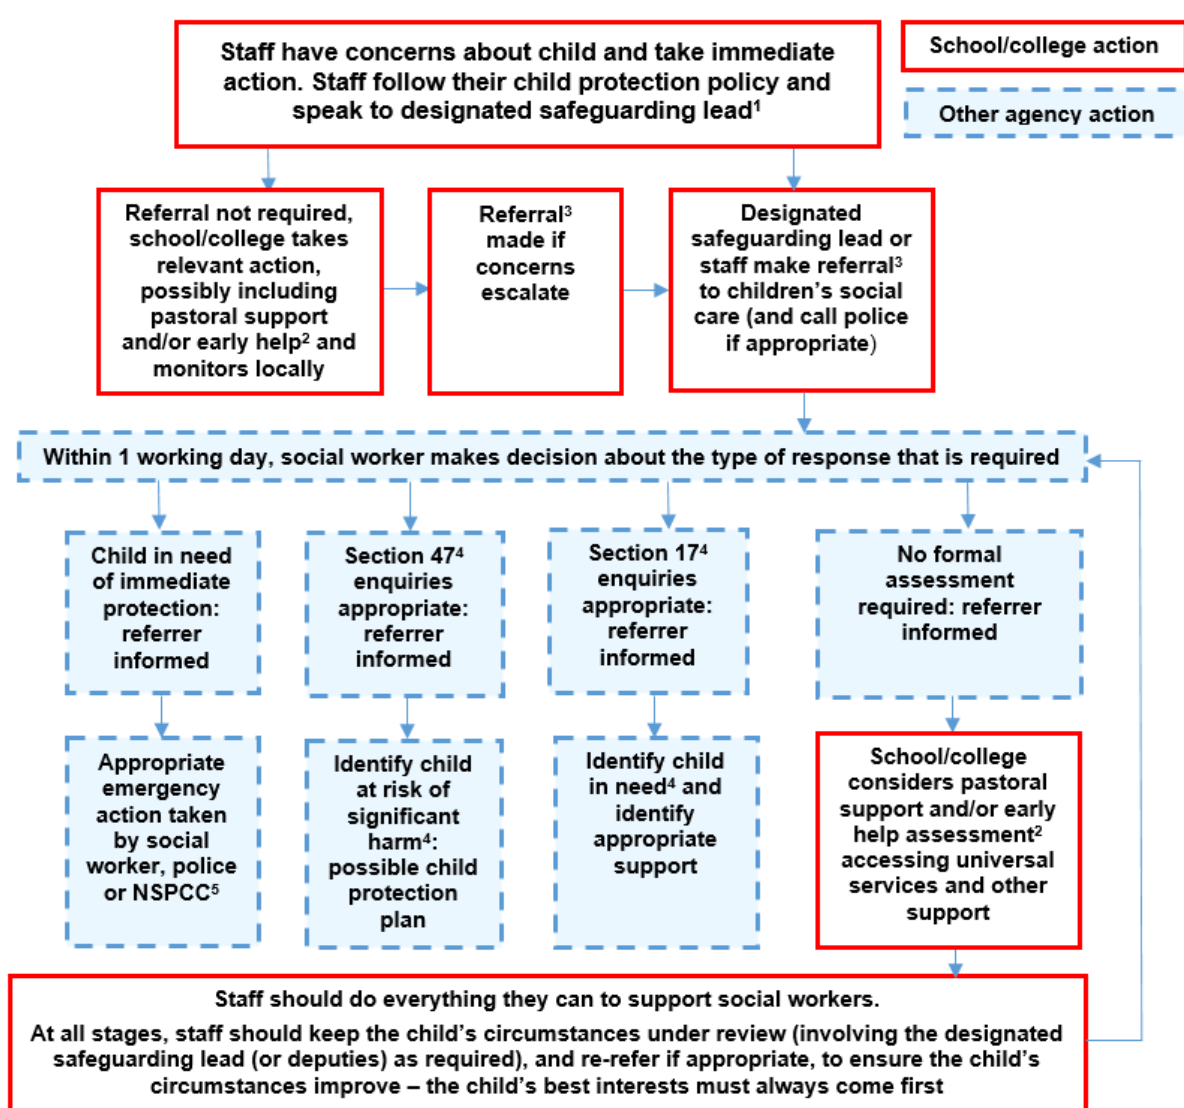 Staff have concerns about child and take immediate
action. Staff follow their child protection policy and
speak to designated safeguarding lead¹
School/college action
Other agency action
Referral not required,
school/college takes
relevant action,
possibly including
pastoral support
and/or early help² and
monitors locally
Referral³
made if
concerns
escalate
Designated
safeguarding lead or
staff make referral³
to children’s social
care (and call police
if appropriate)
Within 1 working day, social worker makes decision about the type of response that is required
Child in need
of immediate
protection:
referrer
informed
Section 47⁴
enquiries
appropriate:
referrer
informed
Section 17⁴
enquiries
appropriate:
referrer
informed
No formal
assessment
required: referrer
informed
Appropriate
emergency
action taken
by social
worker, police
or NSPCC⁵
Identify child
at risk of
significant
harm⁴:
possible child
protection
plan
Identify child
in need⁴ and
identify
appropriate
support
School/college
considers pastoral
support and/or early
help assessment²
accessing universal
services and other
support
Staff should do everything they can to support social workers.
At all stages, staff should keep the child’s circumstances under review (involving the designated
safeguarding lead (or deputies) as required), and re-refer if appropriate, to ensure the child’s
circumstances improve – the child’s best interests must always come first